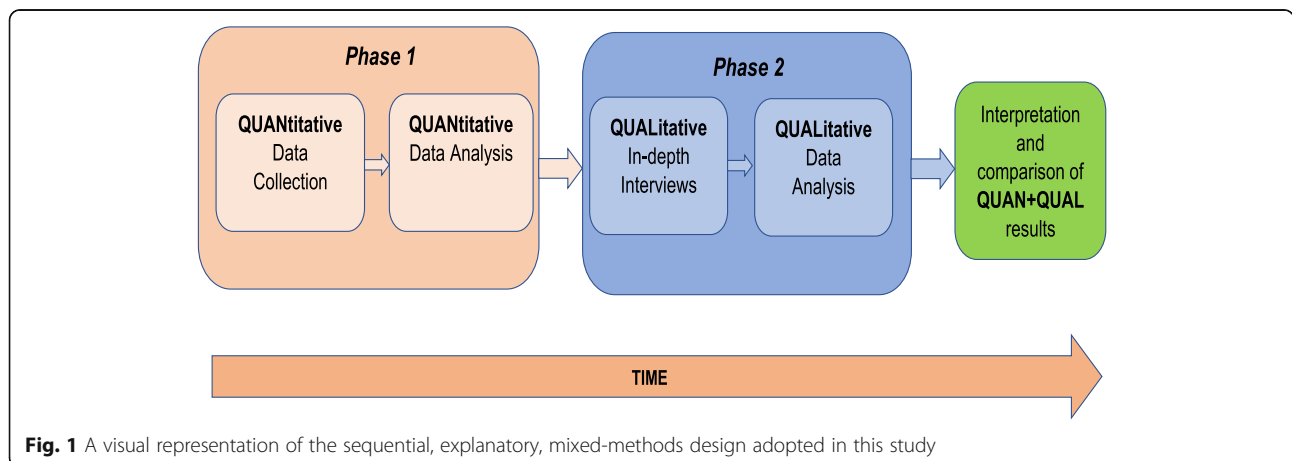 Phase 1
QUANtitative
Data
Collection
QUANtitative
Data Analysis
Phase 2
QUALitative
In-depth
Interviews
QUALitative
Data
Analysis
Interpretation
and
comparison of
QUAN+QUAL
results
TIME
Fig. 1 A visual representation of the sequential, explanatory, mixed-methods design adopted in this study